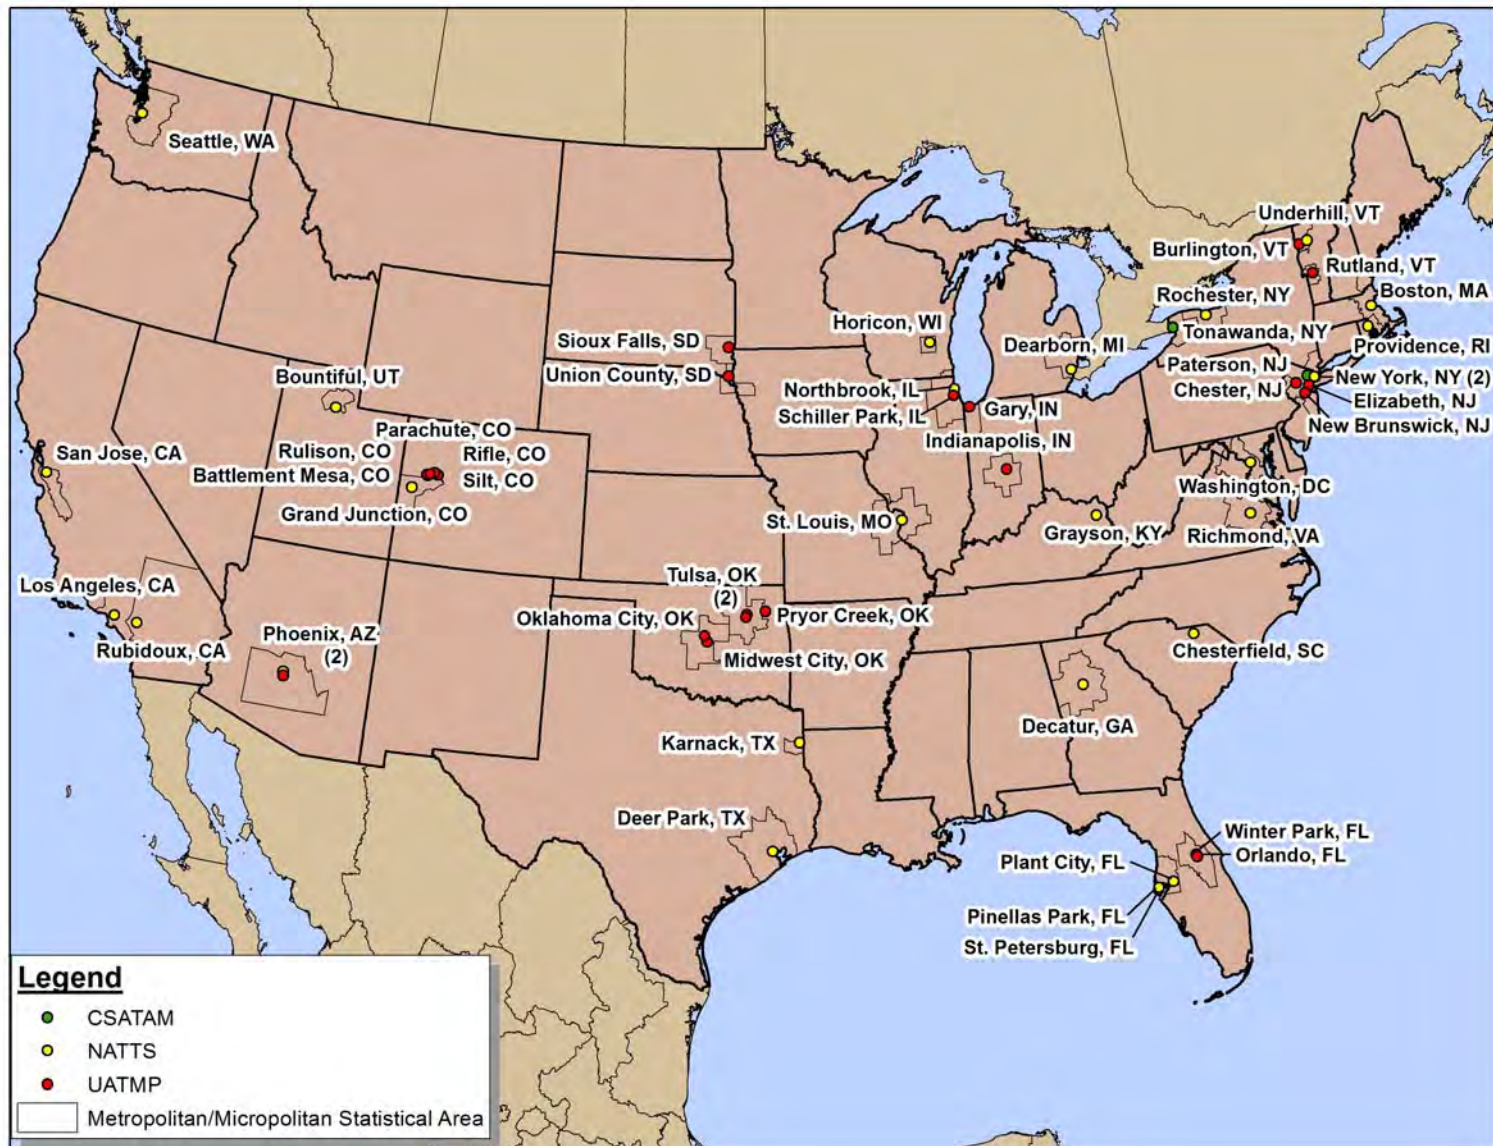 Seattle, WA
Underhill, VT
Burlington, VT
Rutland, VT
Boston, MA
Rochester, NY
Horicon, WI
Tonawanda, NY
Sioux Falls, SD
Dearborn, MI
Providence, RI
Paterson, NJ
Union County, SD
New York, NY (2)
Bountiful, UT
Northbrook, IL
Chester, NJ
Elizabeth, NJ
Schiller Park, IL
Gary, IN
New Brunswick, NJ
Parachute, CO
Indianapolis, IN
San Jose, CA
Rulison, CO
Rifle, CO
Battlement Mesa, CO
Silt, CO
Washington, DC
Grand Junction, CO
St. Louis, MO
Grayson, KY
Richmond, VA
Los Angeles, CA
Tulsa, OK
(2)
Oklahoma City, OK
Pryor Creek, OK
Phoenix, AZ
(2)
Rubidoux, CA
Midwest City, OK
Chesterfield, SC
Decatur, GA
Karnack, TX
Deer Park, TX
Winter Park, FL
Orlando, FL
Plant City, FL
Pinellas Park, FL
St. Petersburg, FL
Legend
CSATAM
NATTS
UATMP
Metropolitan/Micropolitan Statistical Area